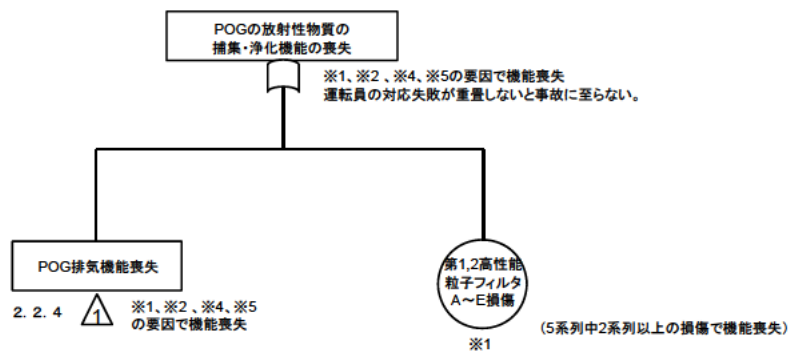 POGの放射性物質の
捕集・浄化機能の喪失
※1、※2 、※4、※5の要因で機能喪失
運転員の対応失敗が重畳しないと事故に至らない。
POG排気機能喪失
2. 2. 4
1
※1、※2 、※4、※5
の要因で機能喪失
第1,2高性能
粒子フィルタ
A～E損傷
※1
(5系列中2系列以上の損傷で機能喪失)